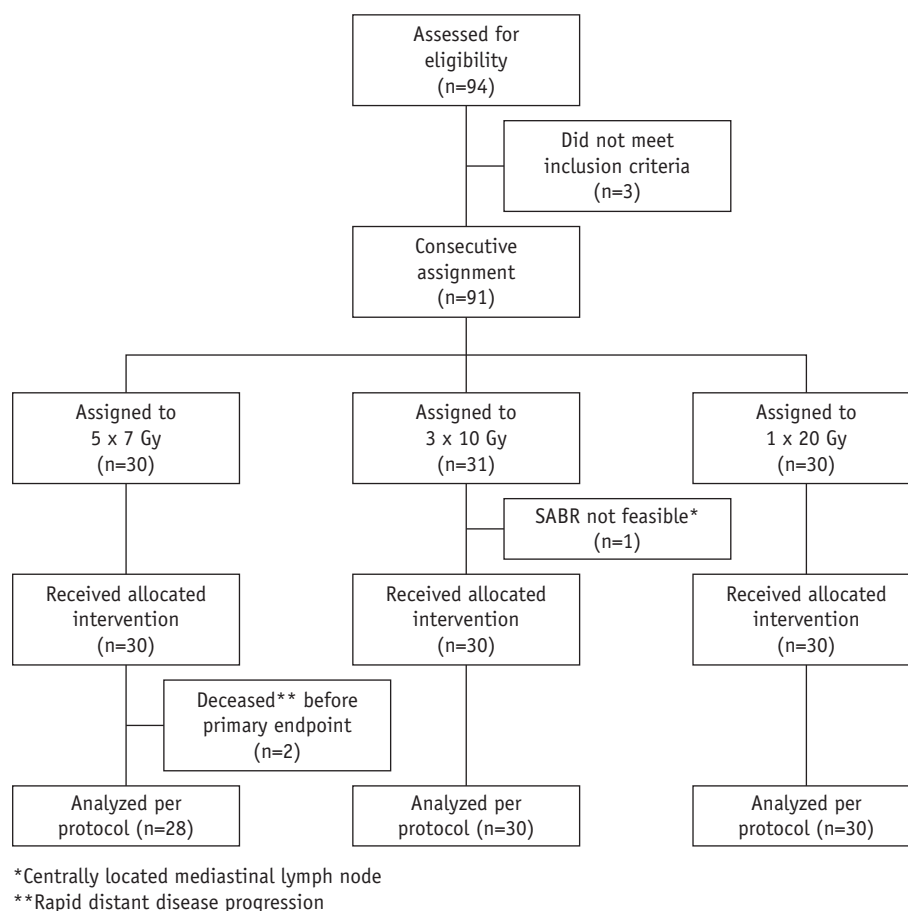 Assessed for
eligibility
(n=94)
Did not meet
inclusion criteria
(n=3)
Consecutive
assignment
(n=91)
Assigned to
5 x 7 Gy
(n=30)
Assigned to
3 x 10 Gy
(n=31)
Assigned to
1 x 20 Gy
(n=30)
SABR not feasible*
(n=1)
Received allocated
intervention
(n=30)
Received allocated
intervention
(n=30)
Received allocated
intervention
(n=30)
Deceased** before
primary endpoint
(n=2)
Analyzed per
protocol (n=28)
Analyzed per
protocol (n=30)
Analyzed per
protocol (n=30)
*Centrally located mediastinal lymph node
**Rapid distant disease progression